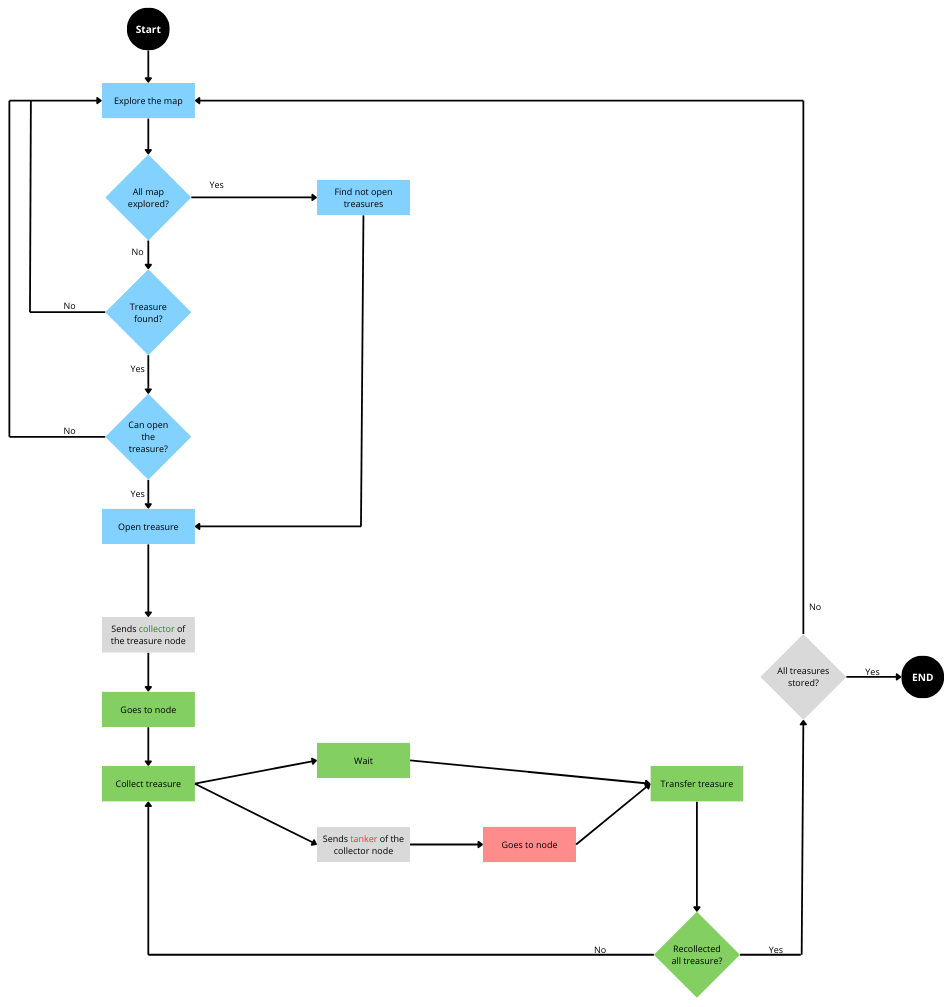 Start
Explore the map
All map
explored?
Yes
Find not open
treasures
No
Treasure
found?
No
Yes
Can open
the
treasure?
No
Yes
Open treasure
Sends collector of
the treasure node
No
All treasures
stored?
Yes
END
Goes to node
Collect treasure
Wait
Transfer treasure
Sends tanker of the
collector node
Goes to node
Recollected
all treasure?
No
Yes